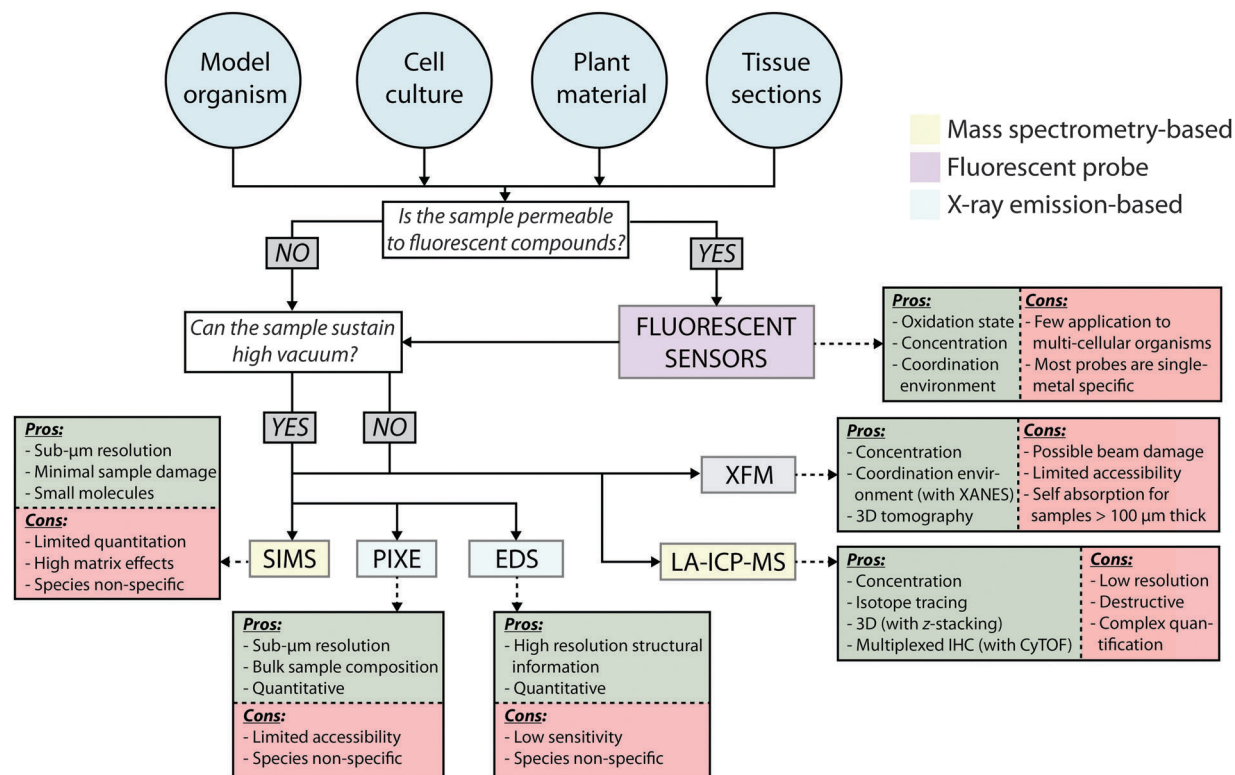 Model
organism
Cell
culture
Plant
material
Tissue
sections
Mass spectrometry-based
Fluorescent probe
X-ray emission-based
Is the sample permeable
to fluorescent compounds?
NO
YES
Can the sample sustain
high vacuum?
FLUORESCENT
SENSORS
Pros:
- Oxidation state
- Concentration
- Coordination
environment
Cons:
- Few application to
multi-cellular organisms
- Most probes are single-
metal specific
YES
NO
Pros:
- Sub-µm resolution
- Minimal sample damage
- Small molecules
Cons:
- Limited quantitation
- High matrix effects
- Species non-specific
XFM
Pros:
- Concentration
- Coordination envir-
onment (with XANES)
- 3D tomography
Cons:
- Possible beam damage
- Limited accessibility
- Self absorption for
samples > 100 µm thick
SIMS
PIXE
EDS
LA-ICP-MS
Pros:
- Concentration
- Isotope tracing
- 3D (with z-stacking)
- Multiplexed IHC (with CyTOF)
Cons:
- Low resolution
- Destructive
- Complex quan-
tification
Pros:
- Sub-µm resolution
- Bulk sample composition
- Quantitative
Cons:
- Limited accessibility
- Species non-specific
Pros:
- High resolution structural
information
- Quantitative
Cons:
- Low sensitivity
- Species non-specific